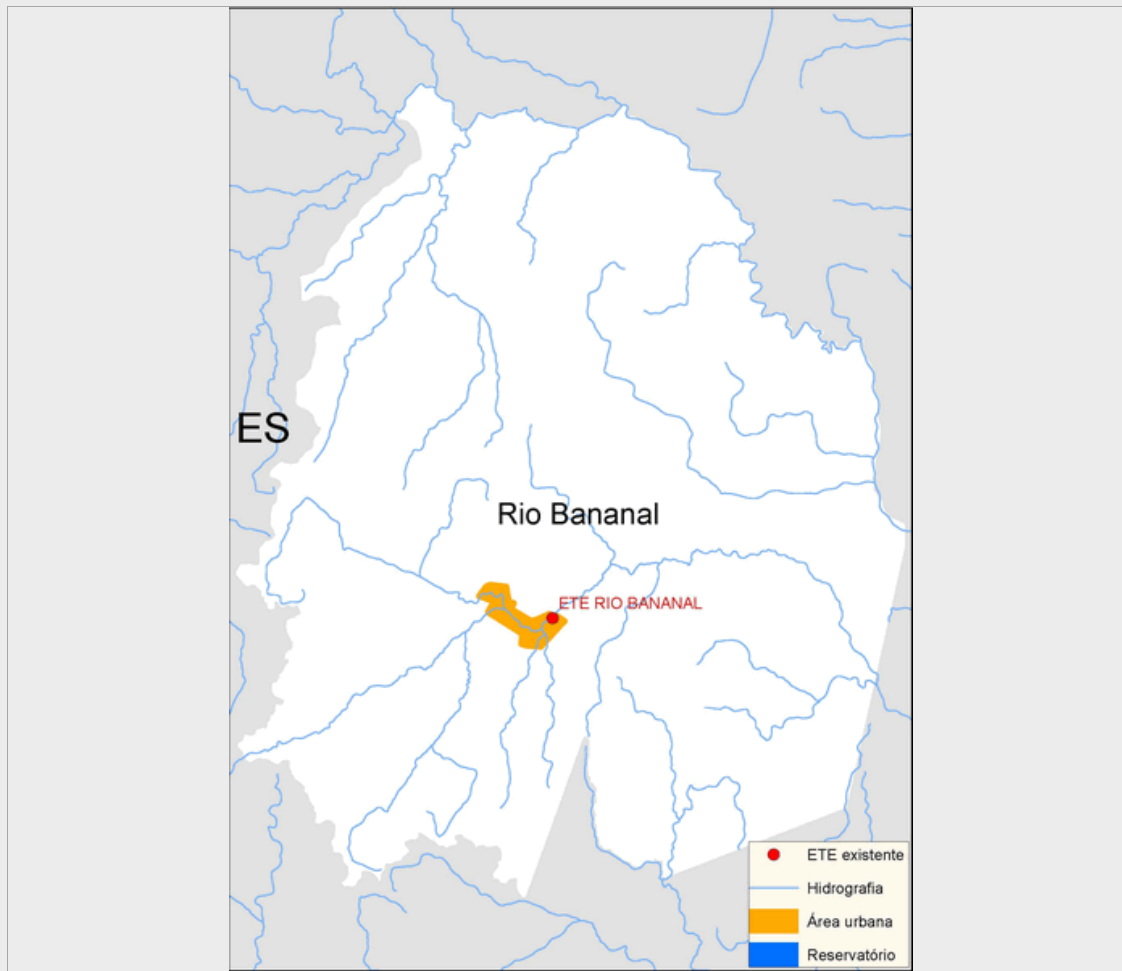 ES
Rio Bananal
ETE RIO BANANAL
ETE existente
Hidrografia
Área urbana
Reservatório